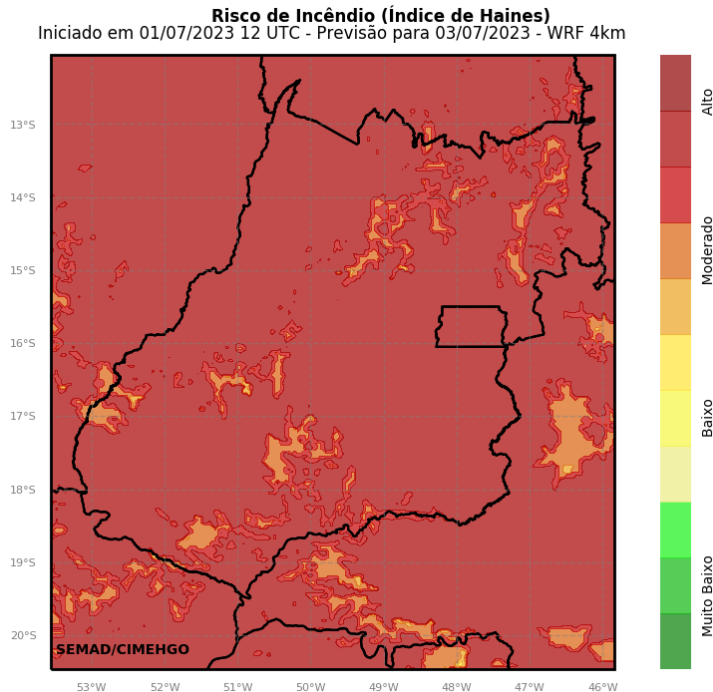 Risco de Incêndio (Índice de Haines)
Iniciado em 01/07/2023 12 UTC - Previsão para 03/07/2023 - WRF 4km
13°S
14°S
15°S
16°S
17°S
18°S
19°S
20°S
SEMAD/CIMEHGO
53°W 52°W 51°W 50°W 49°W 48°W 47°W 46°W
Alto
Moderado
Baixo
Muito Baixo